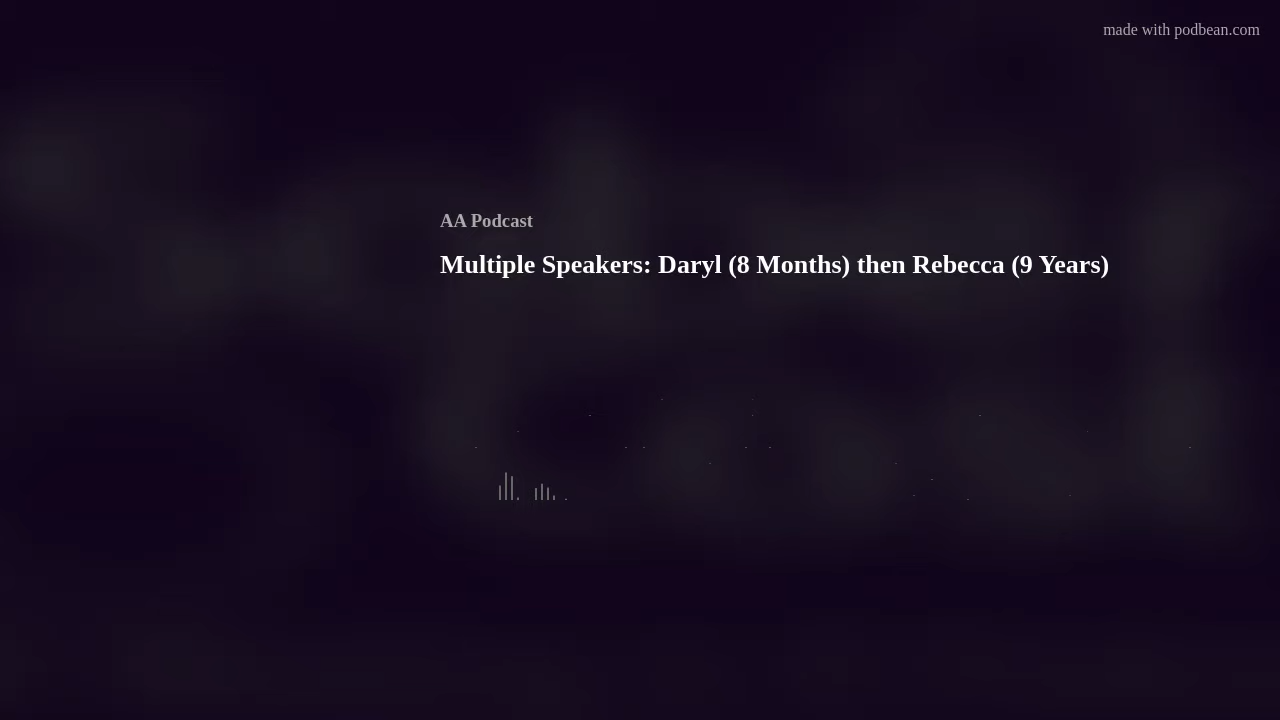 made with podbean.com
AA Podcast
Multiple Speakers: Daryl (8 Months) then Rebecca (9 Years)